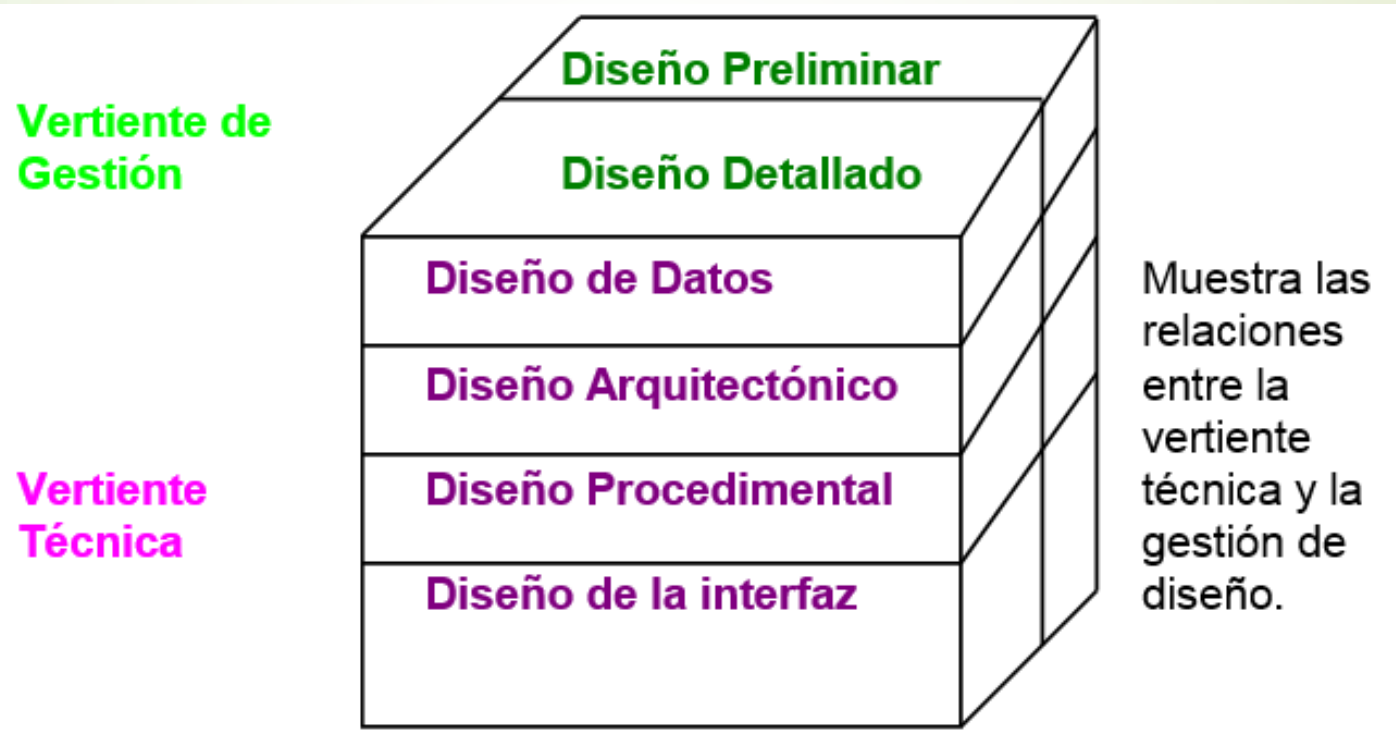 Diseño Preliminar
Vertiente de
Gestión
Diseño Detallado
Diseño de Datos
Diseño Arquitectónico
Diseño Procedimental
Diseño de la interfaz
Vertiente
Técnica
Muestra las
relaciones
entre la
vertiente
técnica y la
gestión de
diseño.